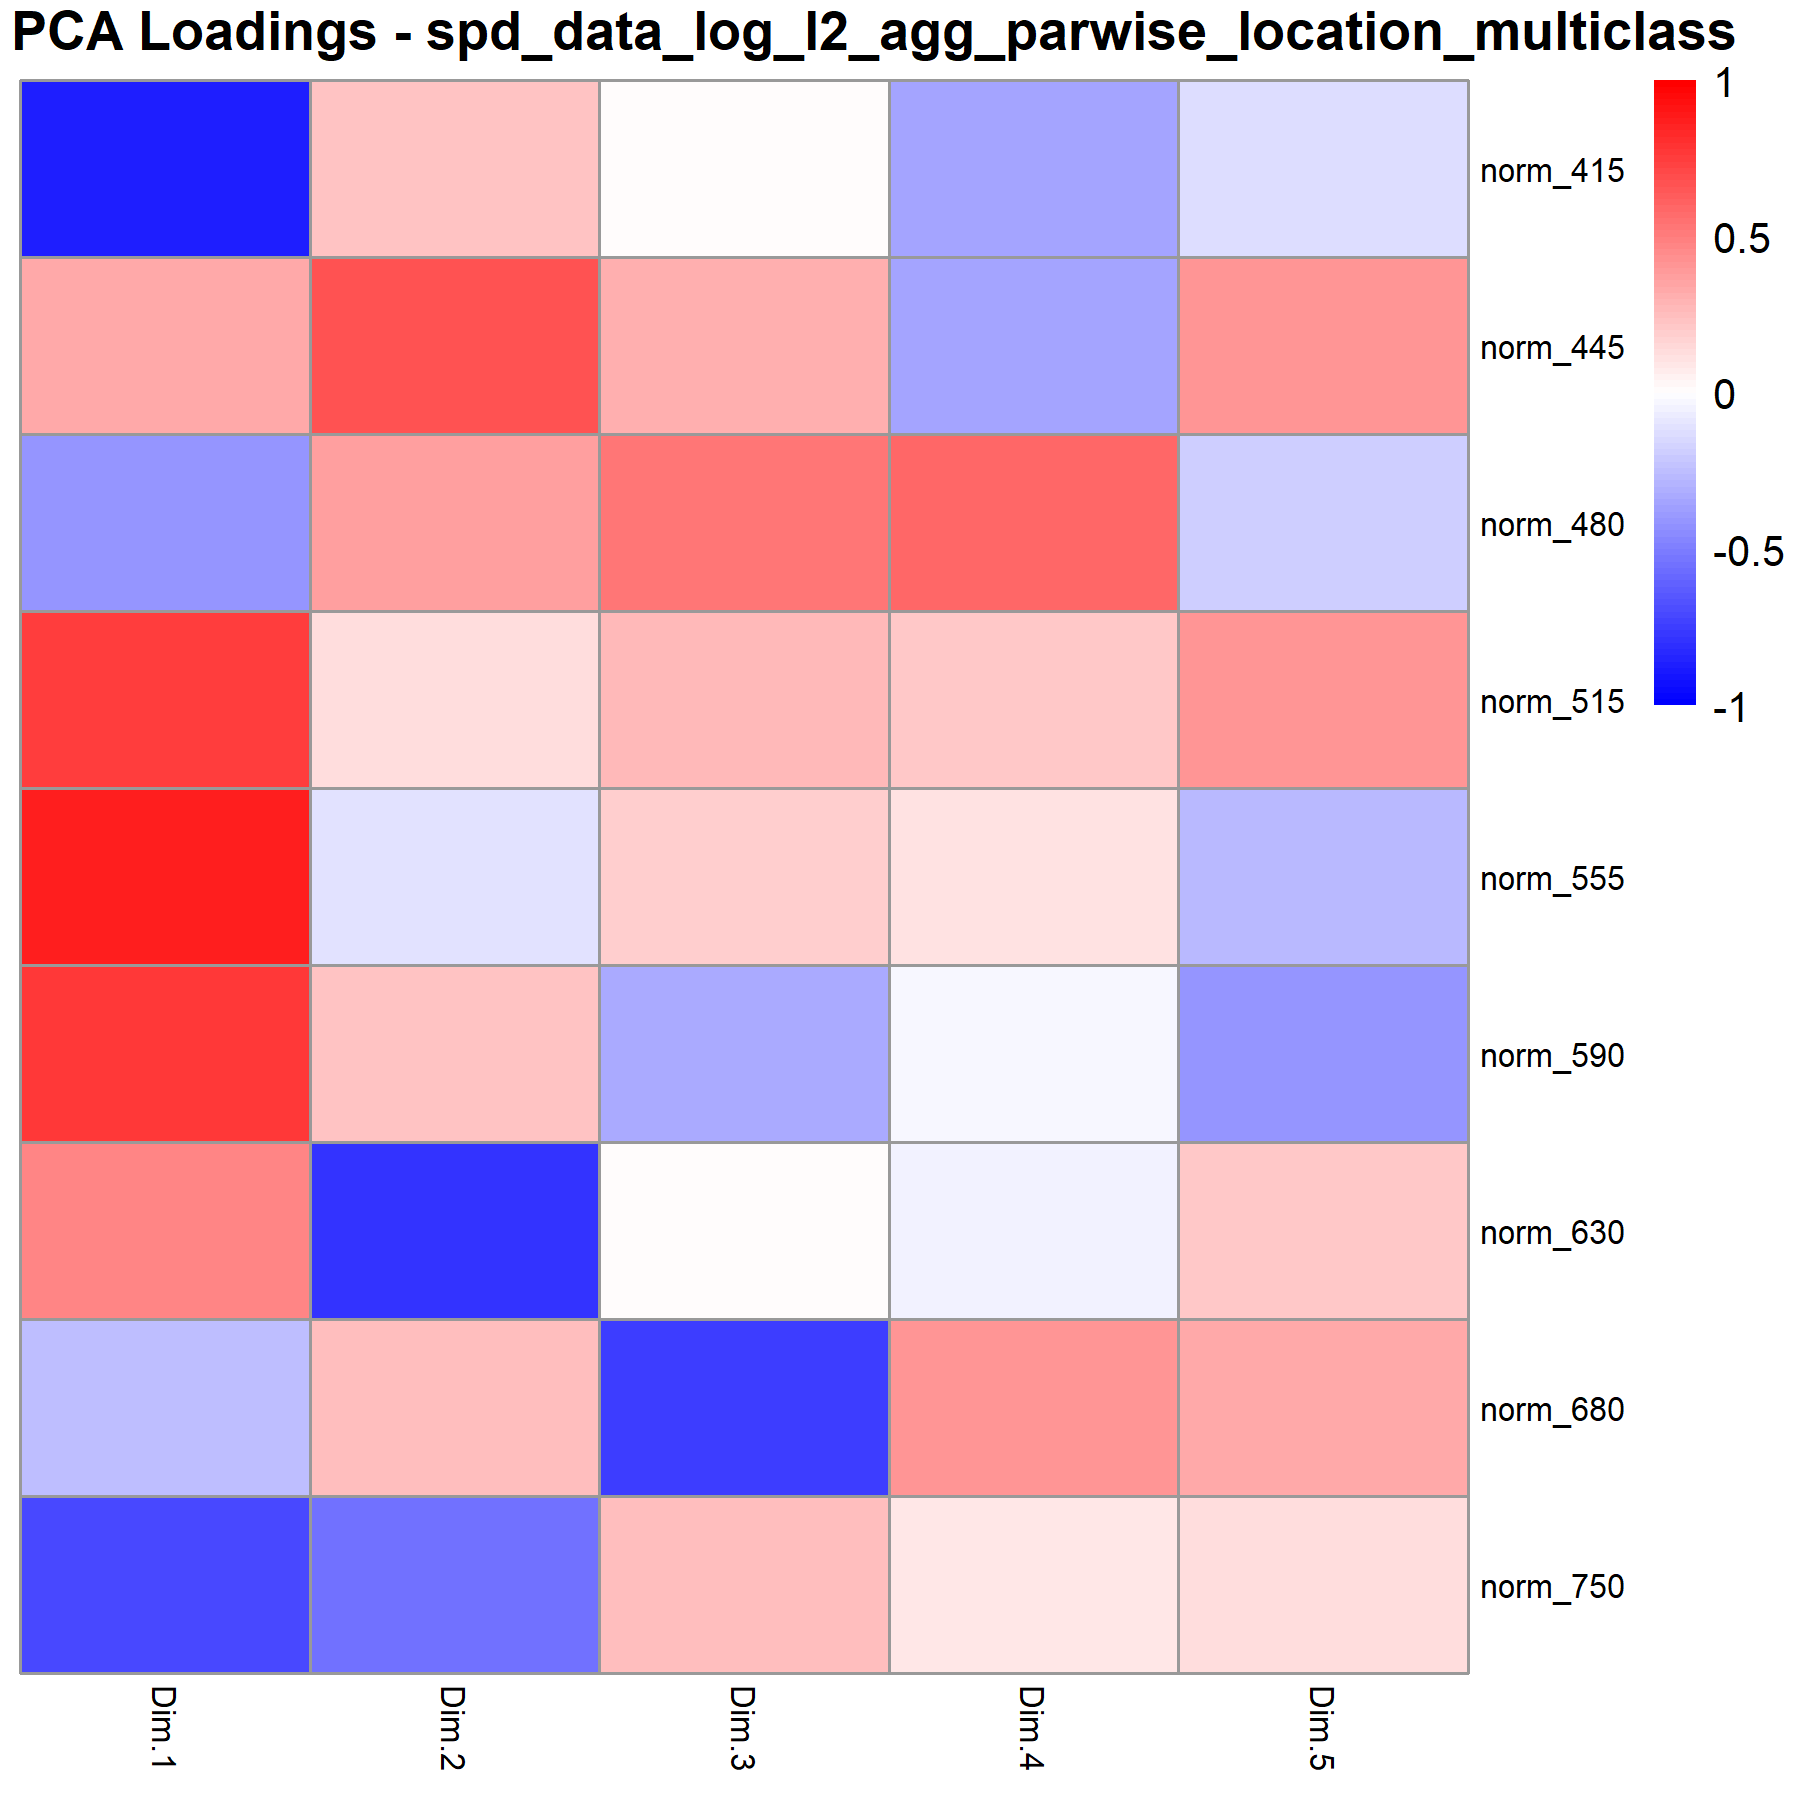 PCA Loadings - spd_data_log_l2_agg_parwise_location_multiclass
1
0.5
0
-0.5
-1
norm_415
norm_445
norm_480
norm_515
norm_555
norm_590
norm_630
norm_680
norm_750
Dim.1
Dim.2
Dim.3
Dim.4
Dim.5